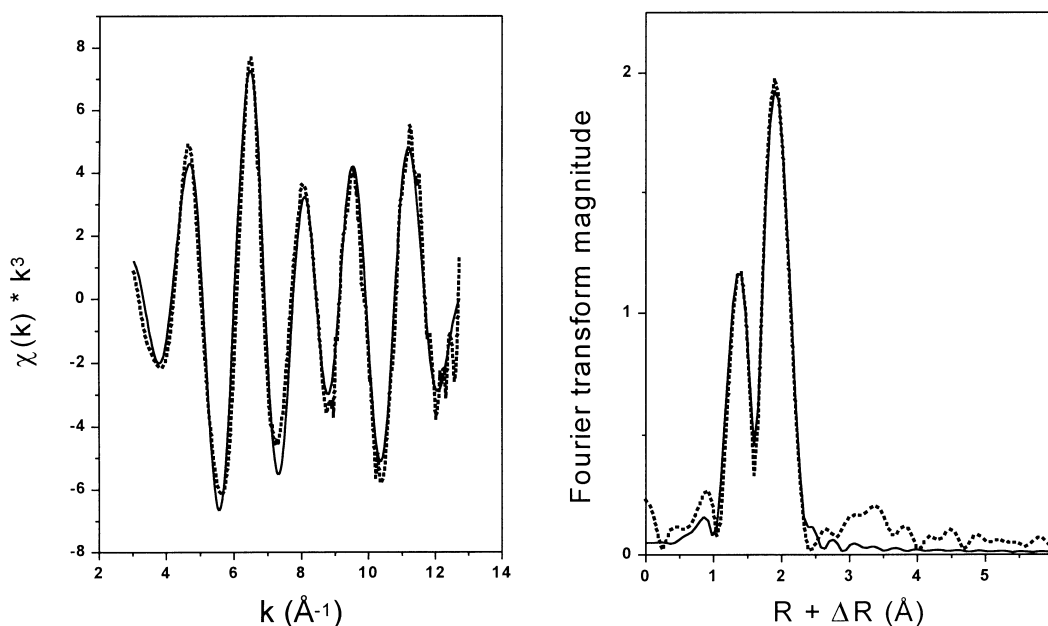 8
6
4
2
0
-2
-4
-6
-8
χ(k) * k³
2 4 6 8 10 12 14
k (Å⁻¹)
2
1
0
Fourier transform magnitude
0 1 2 3 4 5
R + ΔR (Å)